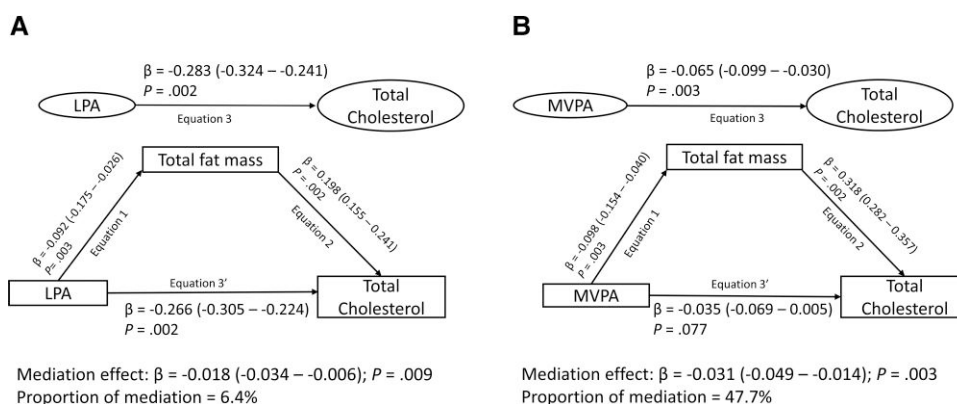 A
β = -0.283 (-0.324 – -0.241)
P = .002
LPA
Total
Cholesterol
Equation 3
Total fat mass
β = -0.092 (-0.175 – -0.026)
P= .003
Equation 1
β = 0.198 (0.155 – 0.241)
P = .002
Equation 2
LPA
Equation 3'
Total
Cholesterol
β = -0.266 (-0.305 – -0.224)
P = .002
Mediation effect: β = -0.018 (-0.034 – -0.006); P = .009
Proportion of mediation = 6.4%
B
β = -0.065 (-0.099 – -0.030)
P = .003
MVPA
Total
Cholesterol
Equation 3
Total fat mass
β = -0.098 (-0.154 – -0.040)
P = .003
Equation 1
β = 0.318 (0.282 – 0.357)
P = .002
Equation 2
MVPA
Equation 3'
Total
Cholesterol
β = -0.035 (-0.069 – 0.005)
P = .077
Mediation effect: β = -0.031 (-0.049 – -0.014); P = .003
Proportion of mediation = 47.7%